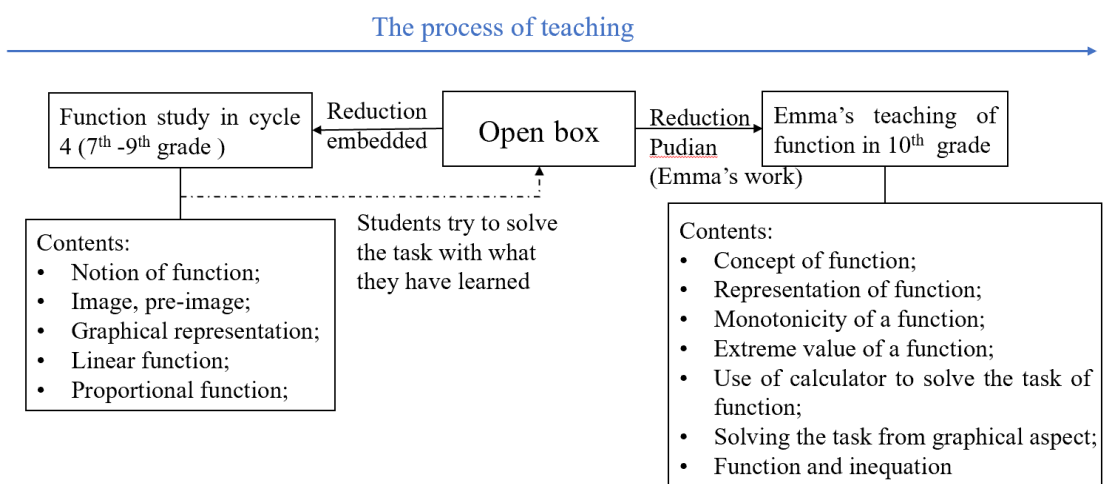 The process of teaching
Function study in cycle
4 (7th -9th grade )
Reduction
embedded
Open box
Reduction
Pudian
(Emma's work)
Emma's teaching of
function in 10th grade
Students try to solve
the task with what
they have learned
Contents:
• Notion of function;
• Image, pre-image;
• Graphical representation;
• Linear function;
• Proportional function;
Contents:
• Concept of function;
• Representation of function;
• Monotonicity of a function;
• Extreme value of a function;
• Use of calculator to solve the task of
function;
• Solving the task from graphical aspect;
• Function and inequation